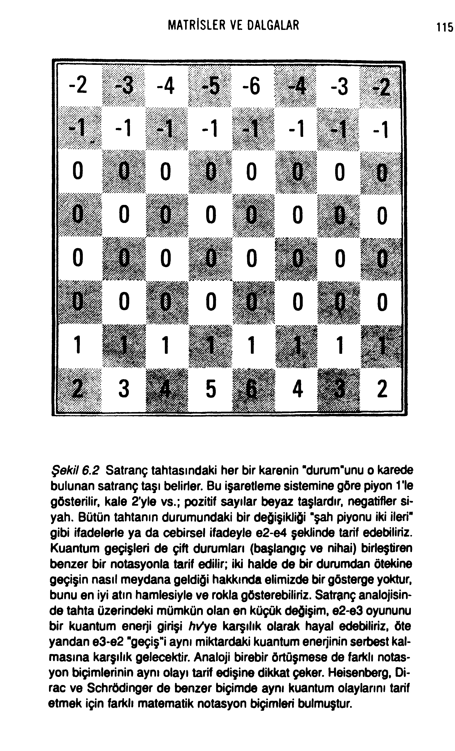 MATRİSLER VE DALGALAR 115
-2 -3 -4 -5 -6 -4 -3 -2
-1 -1 -1 -1 -1 -1 -1 -1
0 0 0 0 0 0 0 0
0 0 0 0 0 0 0 0
0 0 0 0 0 0 0 0
0 0 0 0 0 0 0 0
1 1 1 1 1 1 1 1
2 3 4 5 6 4 3 2
Şekil 6.2 Satranç tahtasındaki her bir karenin "durum"unu o karede
bulunan satranç taşı belirler. Bu işaretleme sistemine göre piyon 1'le
gösterilir, kale 2'yle vs.; pozitif sayılar beyaz taşlardır, negatifler si-
yah. Bütün tahtanın durumundaki bir değişikliği "şah piyonu iki ileri"
gibi ifadelerle ya da cebirsel ifadeyle e2-e4 şeklinde tarif edebiliriz.
Kuantum geçişleri de çift durumları (başlangıç ve nihai) birleştiren
benzer bir notasyonla tarif edilir; iki halde de bir durumdan ötekine
geçişin nasıl meydana geldiği hakkında elimizde bir gösterge yoktur,
bunu en iyi atın hamlesiyle ve rokla gösterebiliriz. Satranç analojisin-
de tahta üzerindeki mümkün olan en küçük değişim, e2-e3 oyununu
bir kuantum enerji girişi hv'ye karşılık olarak hayal edebiliriz, öte
yandan e3-e2 "geçiş"i aynı miktardaki kuantum enerjinin serbest kal-
masına karşılık gelecektir. Analoji birebir örtüşmese de farklı notas-
yon biçimlerinin aynı olayı tarif edişine dikkat çeker. Heisenberg, Di-
rac ve Schrödinger de benzer biçimde aynı kuantum olaylarını tarif
etmek için farklı matematik notasyon biçimleri bulmuştur.